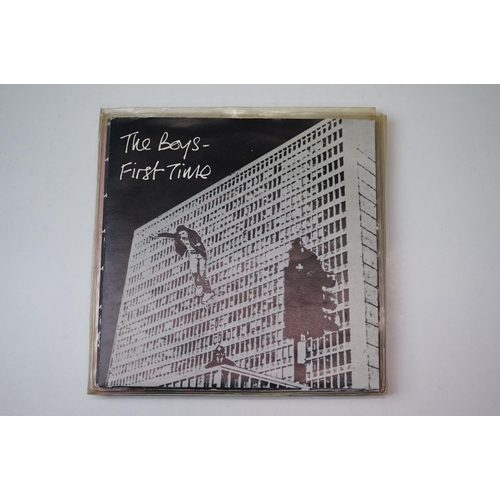 The Boys-
First Time